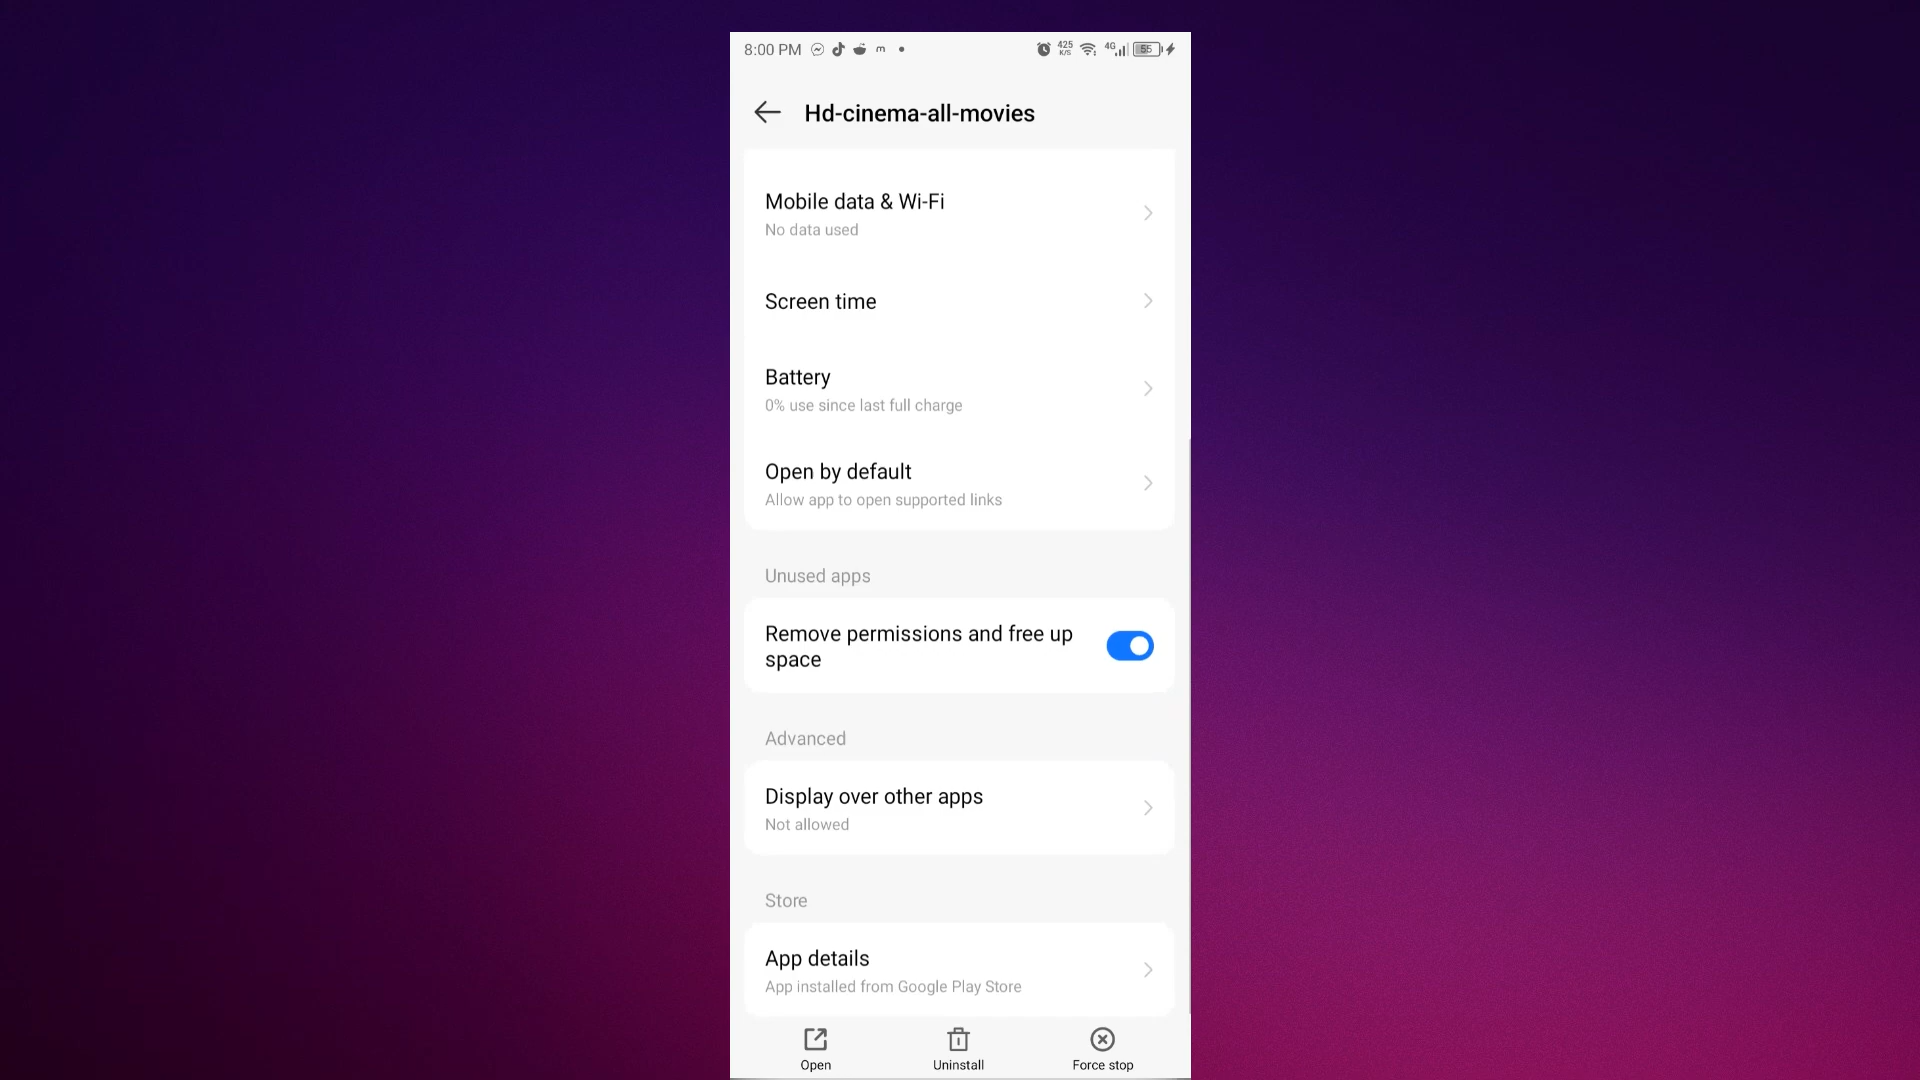 8:00 PM m 425 K/S 4G 55
Hd-cinema-all-movies
Mobile data & Wi-Fi
No data used
Screen time
Battery
0% use since last full charge
Open by default
Allow app to open supported links
Unused apps
Remove permissions and free up
space
Advanced
Display over other apps
Not allowed
Store
App details
App installed from Google Play Store
Open Uninstall Force stop